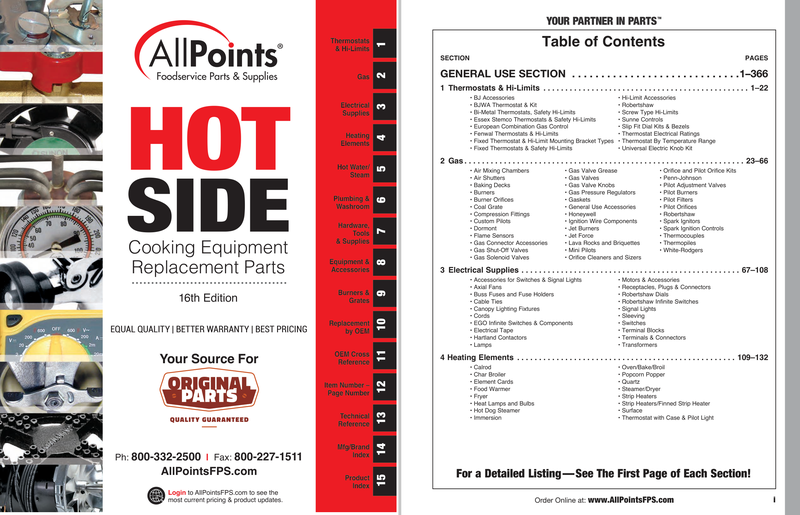 AllPoints®
Foodservice Parts & Supplies
HOT
SIDE
Cooking Equipment
Replacement Parts
16th Edition
EQUAL QUALITY | BETTER WARRANTY | BEST PRICING
Your Source For
ORIGINAL
PARTS
QUALITY GUARANTEED
Ph: 800-332-2500 | Fax: 800-227-1511
AllPointsFPS.com
Login to AllPointsFPS.com to see the
most current pricing & product updates.
Thermostats
& Hi-Limits
1
Gas
2
Electrical
Supplies
3
Heating
Elements
4
Hot Water/
Steam
5
Plumbing &
Washroom
6
Hardware,
Tools
& Supplies
7
Equipment &
Accessories
8
Burners &
Grates
9
Replacement
by OEM
10
OEM Cross
Reference
11
Item Number –
Page Number
12
Technical
Reference
13
Mfg/Brand
Index
14
Product
Index
15
YOUR PARTNER IN PARTS™
Table of Contents
SECTION PAGES
GENERAL USE SECTION . . . . . . . . . . . . . . . . . . . . . . . . . . . . 1–366
1 Thermostats & Hi-Limits . . . . . . . . . . . . . . . . . . . . . . . . . . . . 1–22
• BJ Accessories
• BJWA Thermostat & Kit
• Bi-Metal Thermostats, Safety Hi-Limits
• Essex Stemco Thermostats & Safety Hi-Limits
• European Combination Gas Control
• Fenwal Thermostats & Hi-Limits
• Fixed Thermostat & Hi-Limit Mounting Bracket Types
• Fixed Thermostats & Safety Hi-Limits
• Hi-Limit Accessories
• Robertshaw
• Screw Type Hi-Limits
• Sunne Controls
• Slip Fit Dial Kits & Bezels
• Thermostat Electrical Ratings
• Thermostat By Temperature Range
• Universal Electric Knob Kit
2 Gas . . . . . . . . . . . . . . . . . . . . . . . . . . . . 23–66
• Air Mixing Chambers
• Air Shutters
• Baking Decks
• Burners
• Burner Orifices
• Coal Grate
• Compression Fittings
• Custom Pilots
• Dormont
• Flame Sensors
• Gas Connector Accessories
• Gas Shut-Off Valves
• Gas Solenoid Valves
• Gas Valve Grease
• Gas Valves
• Gas Valve Knobs
• Gas Pressure Regulators
• Gaskets
• General Use Accessories
• Honeywell
• Ignition Wire Components
• Jet Burners
• Jet Force
• Lava Rocks and Briquettes
• Mini Pilots
• Orifice Cleaners and Sizers
• Orifice and Pilot Orifice Kits
• Penn-Johnson
• Pilot Adjustment Valves
• Pilot Burners
• Pilot Filters
• Pilot Orifices
• Robertshaw
• Spark Ignitors
• Spark Ignition Controls
• Thermocouples
• Thermopiles
• White-Rodgers
3 Electrical Supplies . . . . . . . . . . . . . . . . . . . . . . . . . . . . 67–108
• Accessories for Switches & Signal Lights
• Axial Fans
• Buss Fuses and Fuse Holders
• Cable Ties
• Canopy Lighting Fixtures
• Cords
• EGO Infinite Switches & Components
• Electrical Tape
• Hartland Contactors
• Lamps
• Motors & Accessories
• Receptacles, Plugs & Connectors
• Robertshaw Dials
• Robertshaw Infinite Switches
• Signal Lights
• Sleeving
• Switches
• Terminal Blocks
• Terminals & Connectors
• Transformers
4 Heating Elements . . . . . . . . . . . . . . . . . . . . . . . . . . . . 109–132
• Calrod
• Char Broiler
• Element Cards
• Food Warmer
• Fryer
• Heat Lamps and Bulbs
• Hot Dog Steamer
• Immersion
• Oven/Bake/Broil
• Popcorn Popper
• Quartz
• Steamer/Dryer
• Strip Heaters
• Strip Heaters/Finned Strip Heater
• Surface
• Thermostat with Case & Pilot Light
For a Detailed Listing—See The First Page of Each Section!
Order Online at: www.AllPointsFPS.com
I